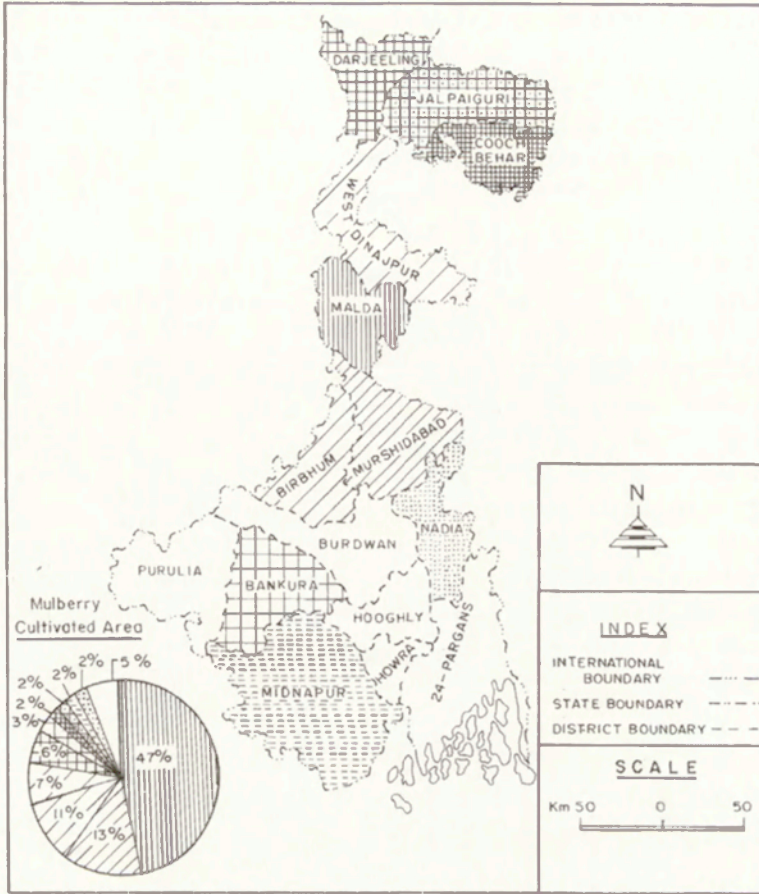 DARJEELING
JALPAIGURI
COOCH
BEHAR
WEST
DINAJPUR
MALDA
MURSHIDABAD
BIRBHUM
NADIA
BURDWAN
PURULIA
BANKURA
HOOGHLY
HOWRA
24-PARGANS
MIDNAPUR
Mulberry
Cultivated Area
5%
2%
2%
2%
2%
3%
6%
7%
11%
13%
47%
N
INDEX
INTERNATIONAL
BOUNDARY
STATE BOUNDARY
DISTRICT BOUNDARY
SCALE
Km 50 0 50